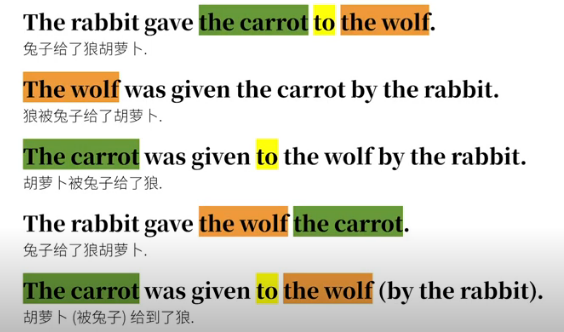 The rabbit gave the carrot to the wolf.
兔子给了狼胡萝卜.
The wolf was given the carrot by the rabbit.
狼被兔子给了胡萝卜.
The carrot was given to the wolf by the rabbit.
胡萝卜被兔子给了狼.
The rabbit gave the wolf the carrot.
兔子给了狼胡萝卜.
The carrot was given to the wolf (by the rabbit).
胡萝卜 (被兔子) 给到了狼.